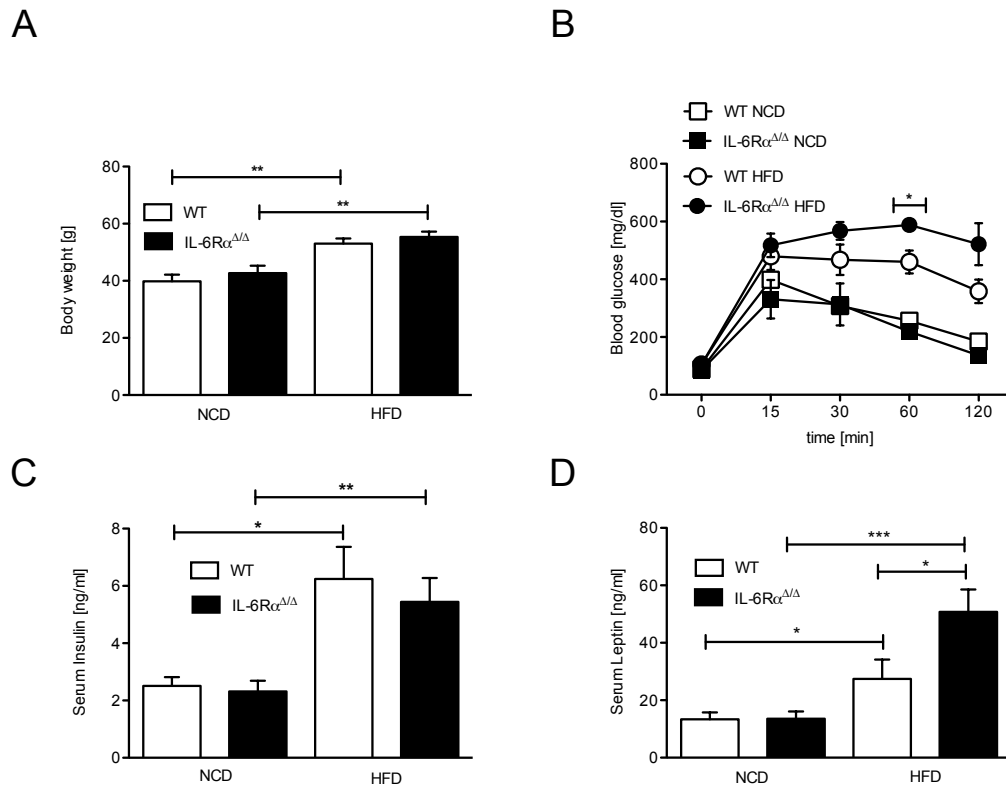 A
Body weight [g]
80
60
40
20
0
**
**
WT
IL-6Rα^Δ/Δ
NCD
HFD
B
WT NCD
IL-6Rα^Δ/Δ NCD
WT HFD
IL-6Rα^Δ/Δ HFD
Blood glucose [mg/dl]
800
600
400
200
0
*
0 15 30 60 120
time [min]
C
Serum Insulin [ng/ml]
8
6
4
2
0
**
*
WT
IL-6Rα^Δ/Δ
NCD
HFD
D
Serum Leptin [ng/ml]
80
60
40
20
0
***
*
*
WT
IL-6Rα^Δ/Δ
NCD
HFD